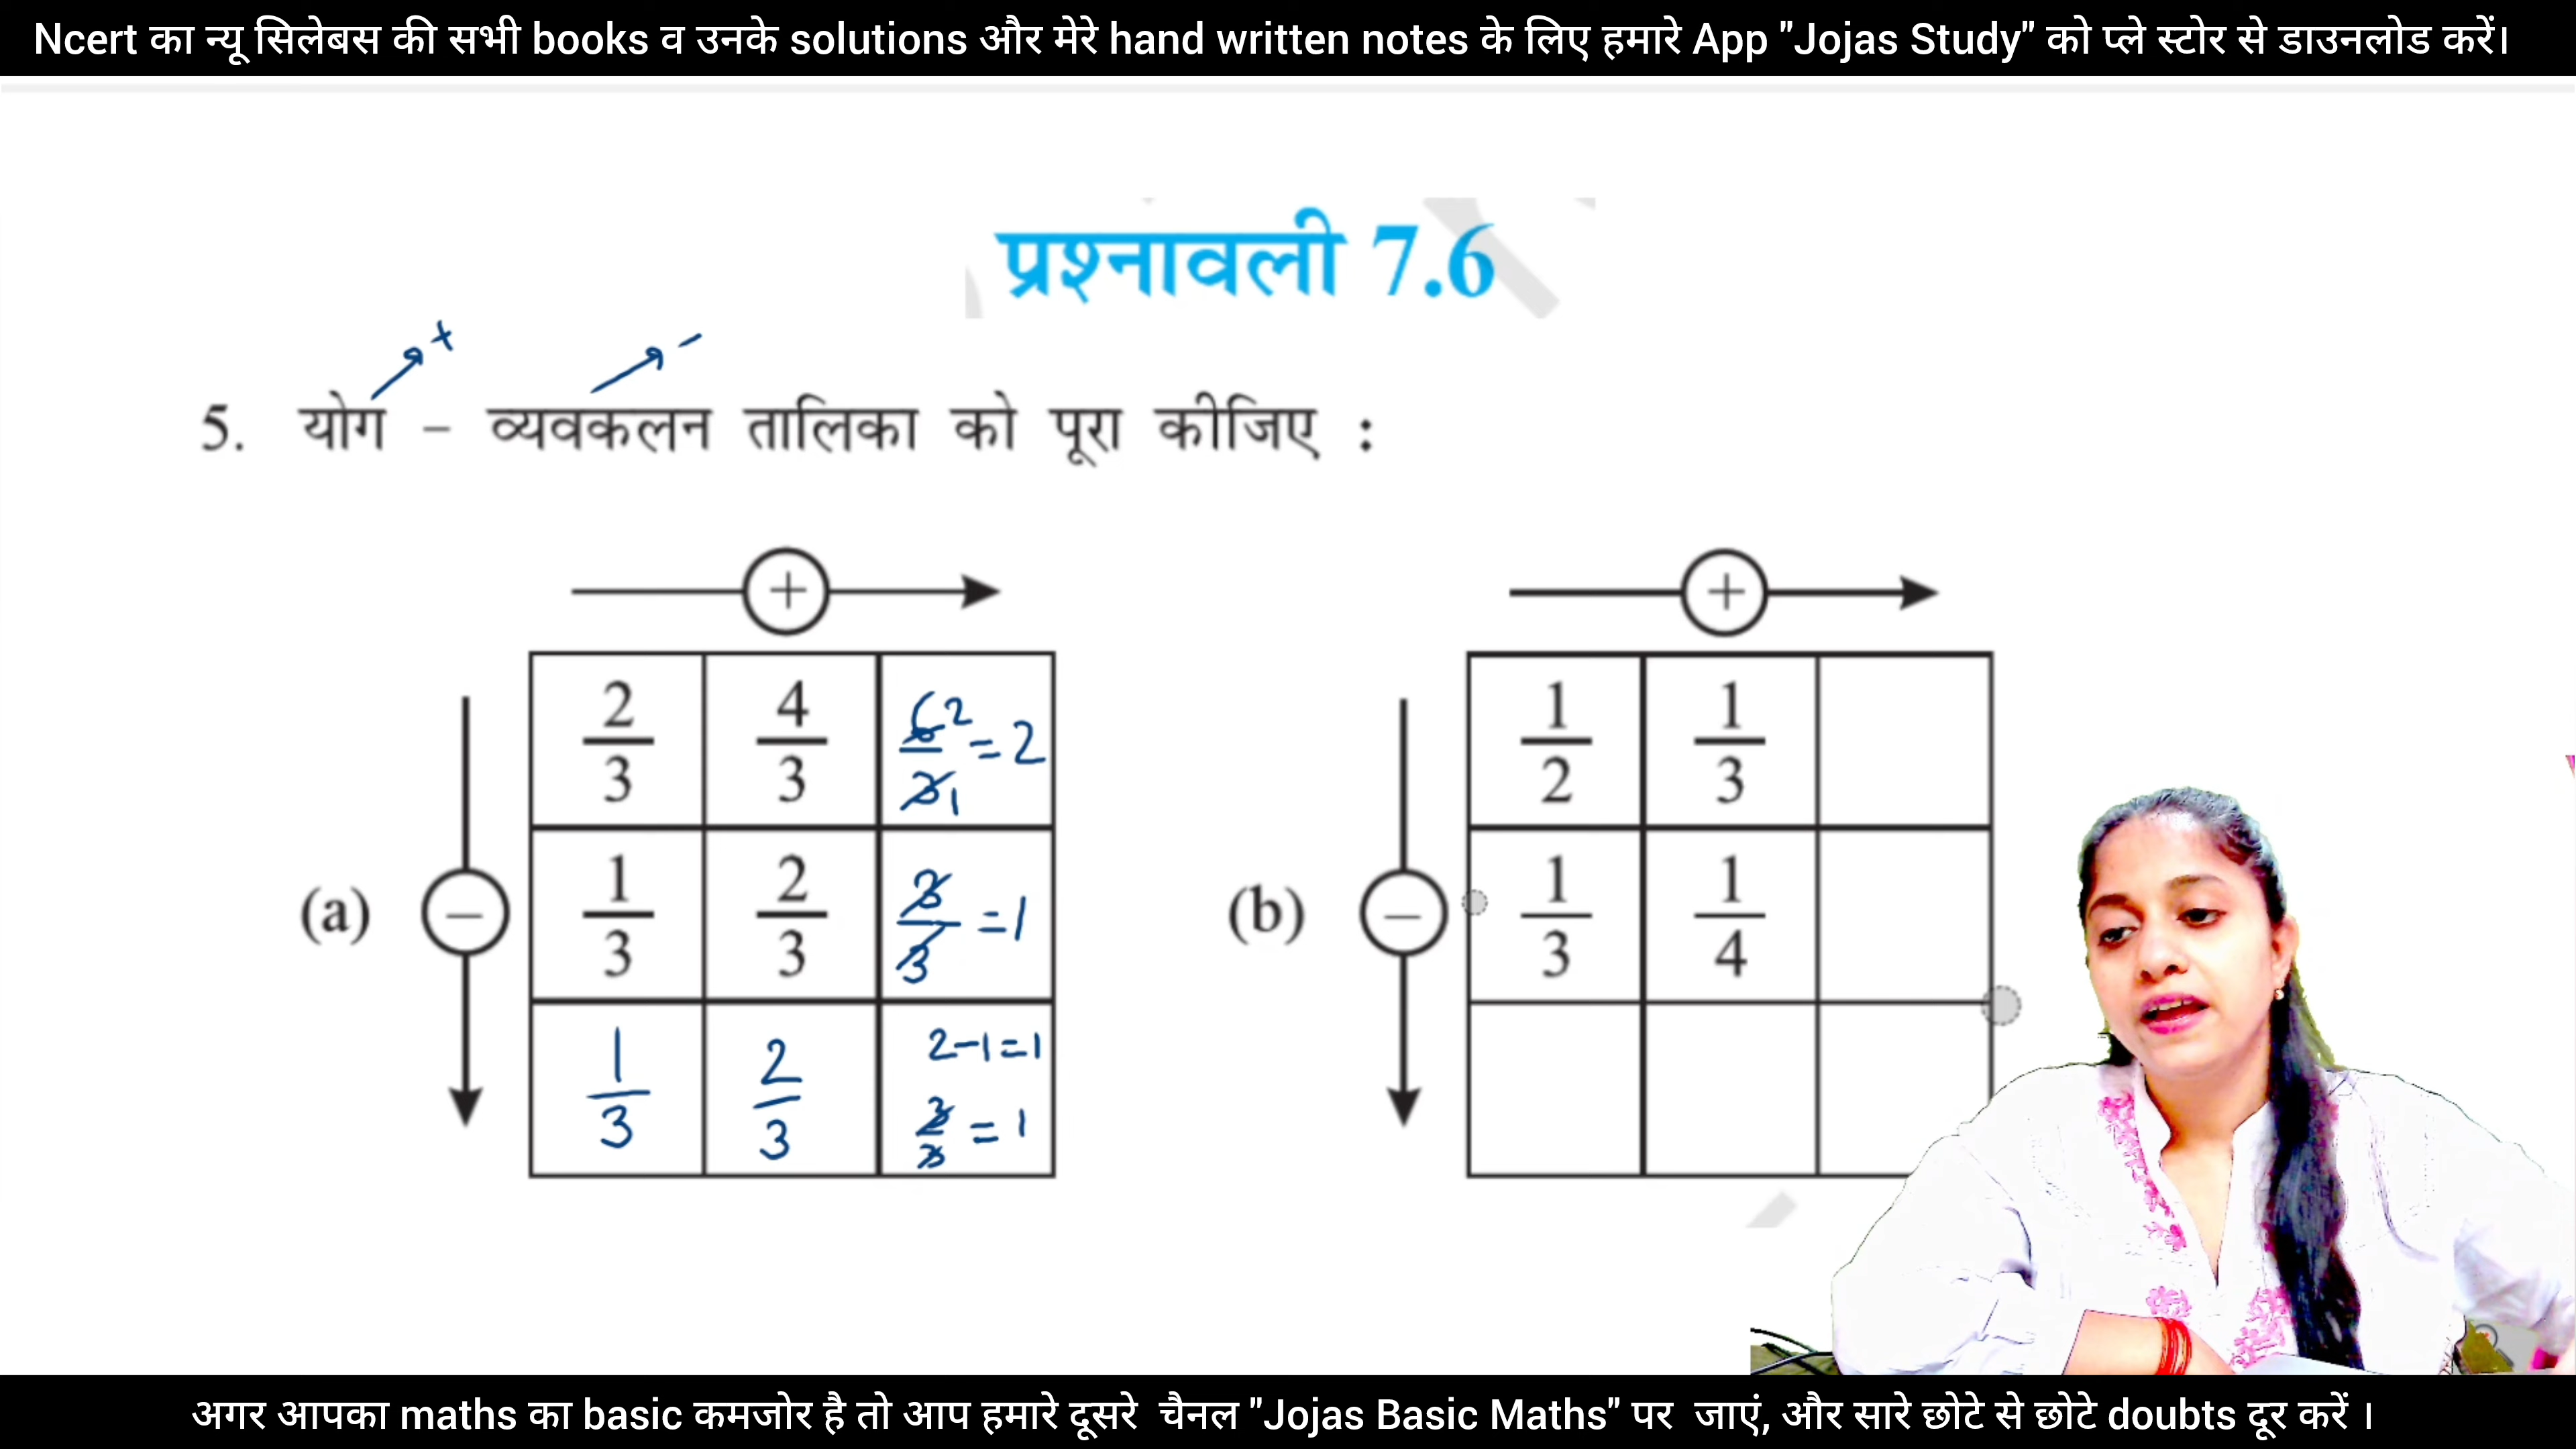 Ncert का न्यू सिलेबस की सभी books व उनके solutions और मेरे hand written notes के लिए हमारे App "Jojas Study" को प्ले स्टोर से डाउनलोड करें।
प्रश्नावली 7.6
+ -
5. योग – व्यवकलन तालिका को पूरा कीजिए :
+ +
2/3 4/3 6/3 2 1 = 2
1/2 1/3
(a) − 1/3 2/3 3/3 = 1
(b) − 1/3 1/4
1/3 2/3 2-1=1
3/3 = 1
अगर आपका maths का basic कमजोर है तो आप हमारे दूसरे चैनल "Jojas Basic Maths" पर जाएं, और सारे छोटे से छोटे doubts दूर करें ।